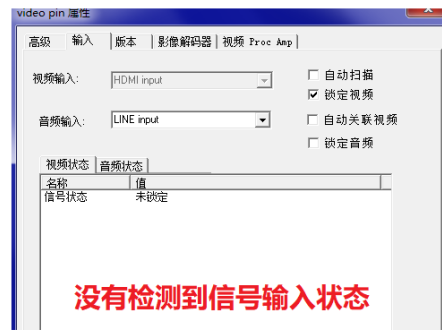 video pin 属性
高级 输入 版本 影像解码器 视频 Proc Amp
视频输入: HDMI input 自动扫描
锁定视频
音频输入: LINE input 自动关联视频
锁定音频
视频状态 音频状态
名称 值
信号状态 未锁定
没有检测到信号输入状态